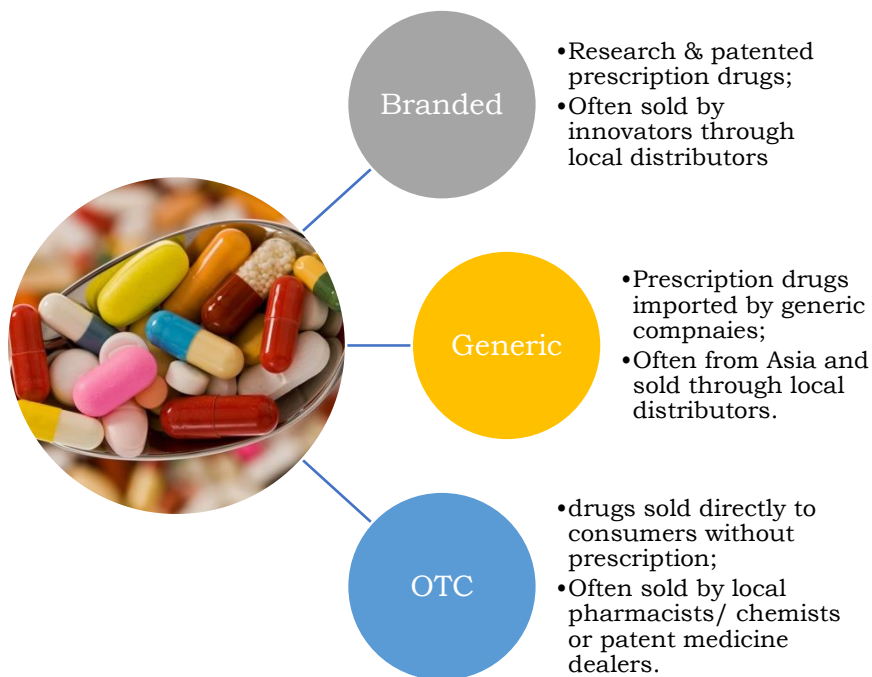 Branded
•Research & patented
prescription drugs;
•Often sold by
innovators through
local distributors
Generic
•Prescription drugs
imported by generic
compnaies;
•Often from Asia and
sold through local
distributors.
OTC
•drugs sold directly to
consumers without
prescription;
•Often sold by local
pharmacists/ chemists
or patent medicine
dealers.